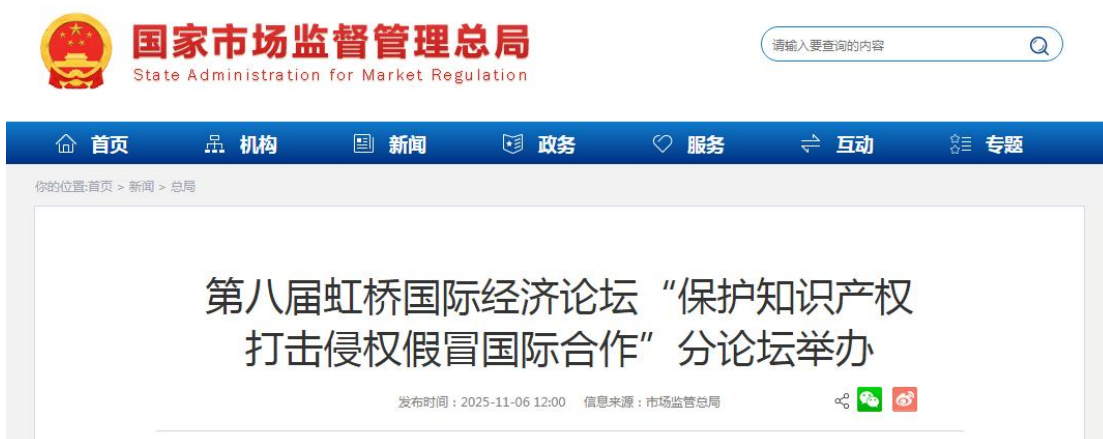 国家市场监督管理总局
State Administration for Market Regulation
请输入要查询的内容
首页 机构 新闻 政务 服务 互动 专题
你的位置:首页 > 新闻 > 总局
第八届虹桥国际经济论坛“保护知识产权
打击侵权假冒国际合作”分论坛举办
发布时间：2025-11-06 12:00 信息来源：市场监管总局